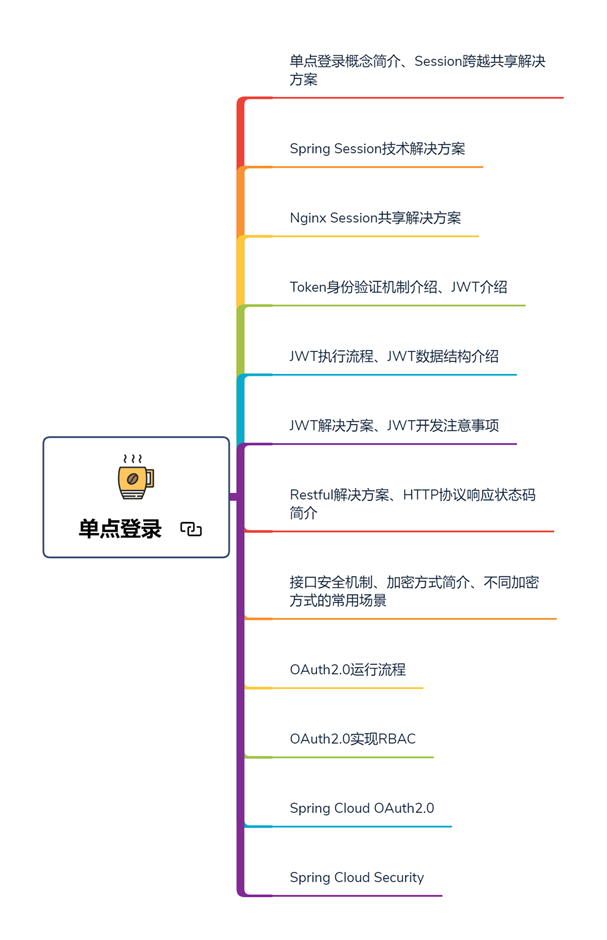 单点登录概念简介、Session跨越共享解决
方案
Spring Session技术解决方案
Nginx Session共享解决方案
Token身份验证机制介绍、JWT介绍
JWT执行流程、JWT数据结构介绍
JWT解决方案、JWT开发注意事项
Restful解决方案、HTTP协议响应状态码
简介
单点登录
接口安全机制、加密方式简介、不同加密
方式的常用场景
OAuth2.0运行流程
OAuth2.0实现RBAC
Spring Cloud OAuth2.0
Spring Cloud Security